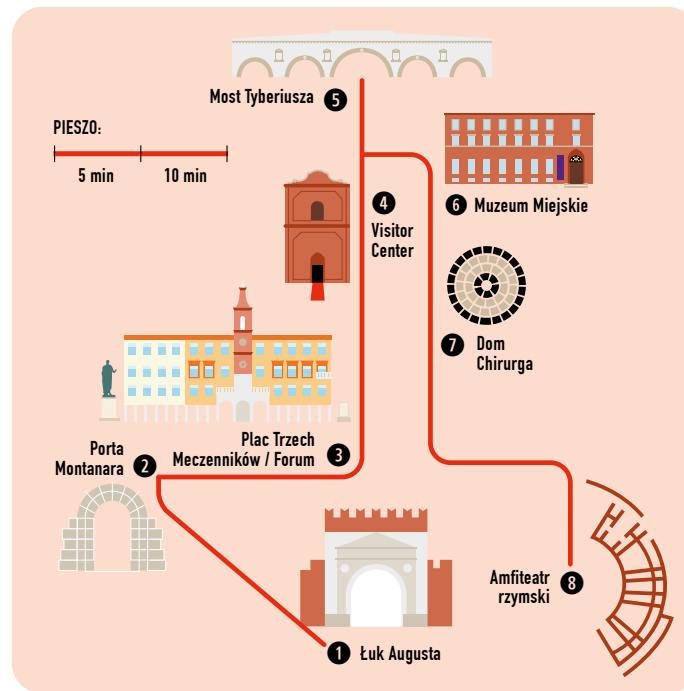 Most Tyberiusza 5
PIESZO:
5 min 10 min
6 Muzeum Miejskie
4
Visitor
Center
7 Dom
Chirurga
Plac Trzech
Meczenników / Forum 3
Porta
Montanara 2
Amfiteatr
rzymski 8
1 Łuk Augusta